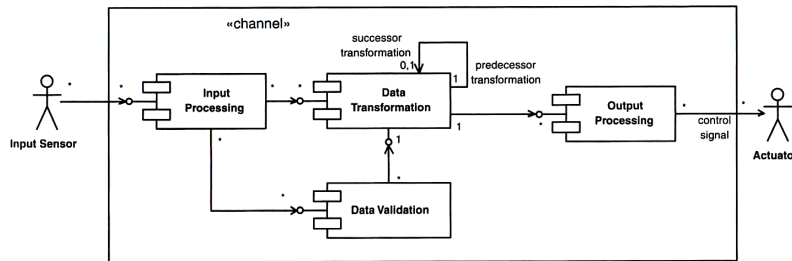 «channel»
successor
transformation
0,1
1
predecessor
transformation
*
*
Input
Processing
*
*
Data
Transformation
1
*
Output
Processing
*
*
control
signal
Input Sensor
Actuator
*
1
*
*
Data Validation